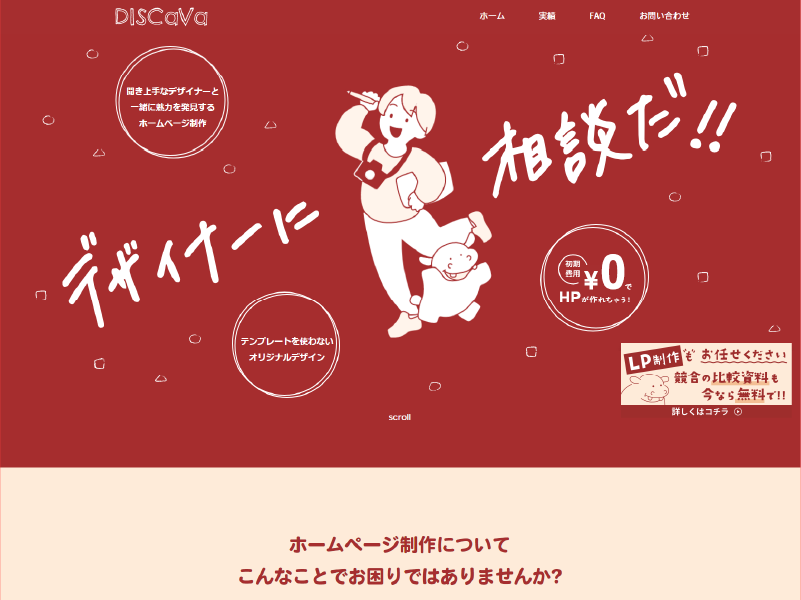 DISCaVa
ホーム 実績 FAQ お問い合わせ
聞き上手なデザイナーと
一緒に魅力を発見する
ホームページ制作
デザイナーに
相談だ!!
初期
費用
¥0で
HPが作れちゃう!
テンプレートを使わない
オリジナルデザイン
LP制作も お任せください
競合の比較資料も
今なら無料で!!
詳しくはコチラ
scroll
ホームページ制作について
こんなことでお困りではありませんか?